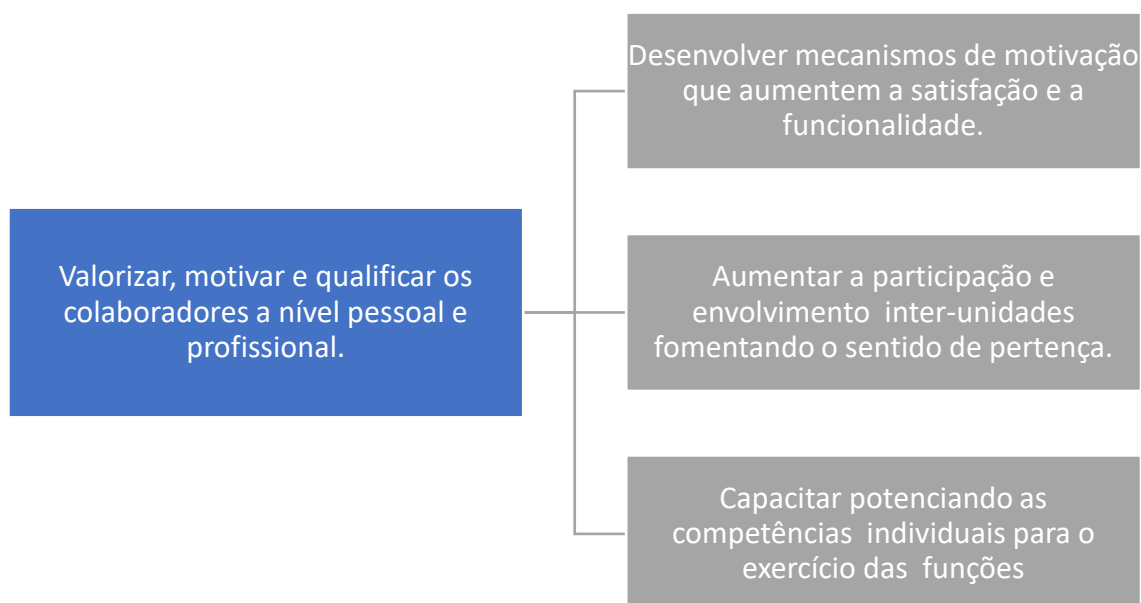 Desenvolver mecanismos de motivação
que aumentem a satisfação e a
funcionalidade.
Valorizar, motivar e qualificar os
colaboradores a nível pessoal e
profissional.
Aumentar a participação e
envolvimento  inter-unidades
fomentando o sentido de pertença.
Capacitar potenciando as
competências  individuais para o
exercício das  funções